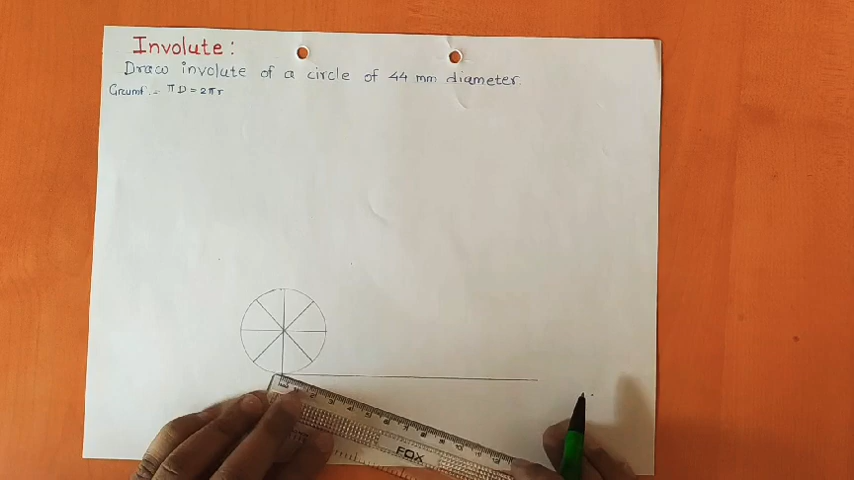 Involute:
Draw involute of a circle of 44 mm diameter.
Circumf. = πD = 2πr
FOX